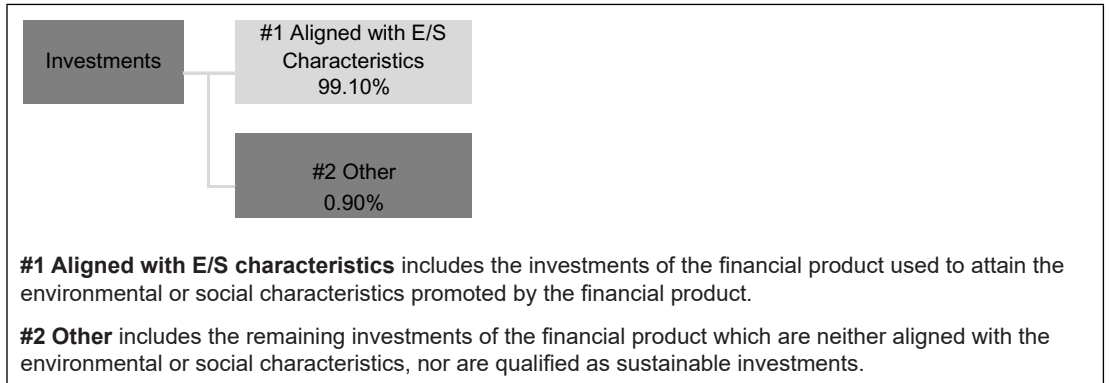 Investments
#1 Aligned with E/S
Characteristics
99.10%
#2 Other
0.90%
#1 Aligned with E/S characteristics includes the investments of the financial product used to attain the
environmental or social characteristics promoted by the financial product.
#2 Other includes the remaining investments of the financial product which are neither aligned with the
environmental or social characteristics, nor are qualified as sustainable investments.